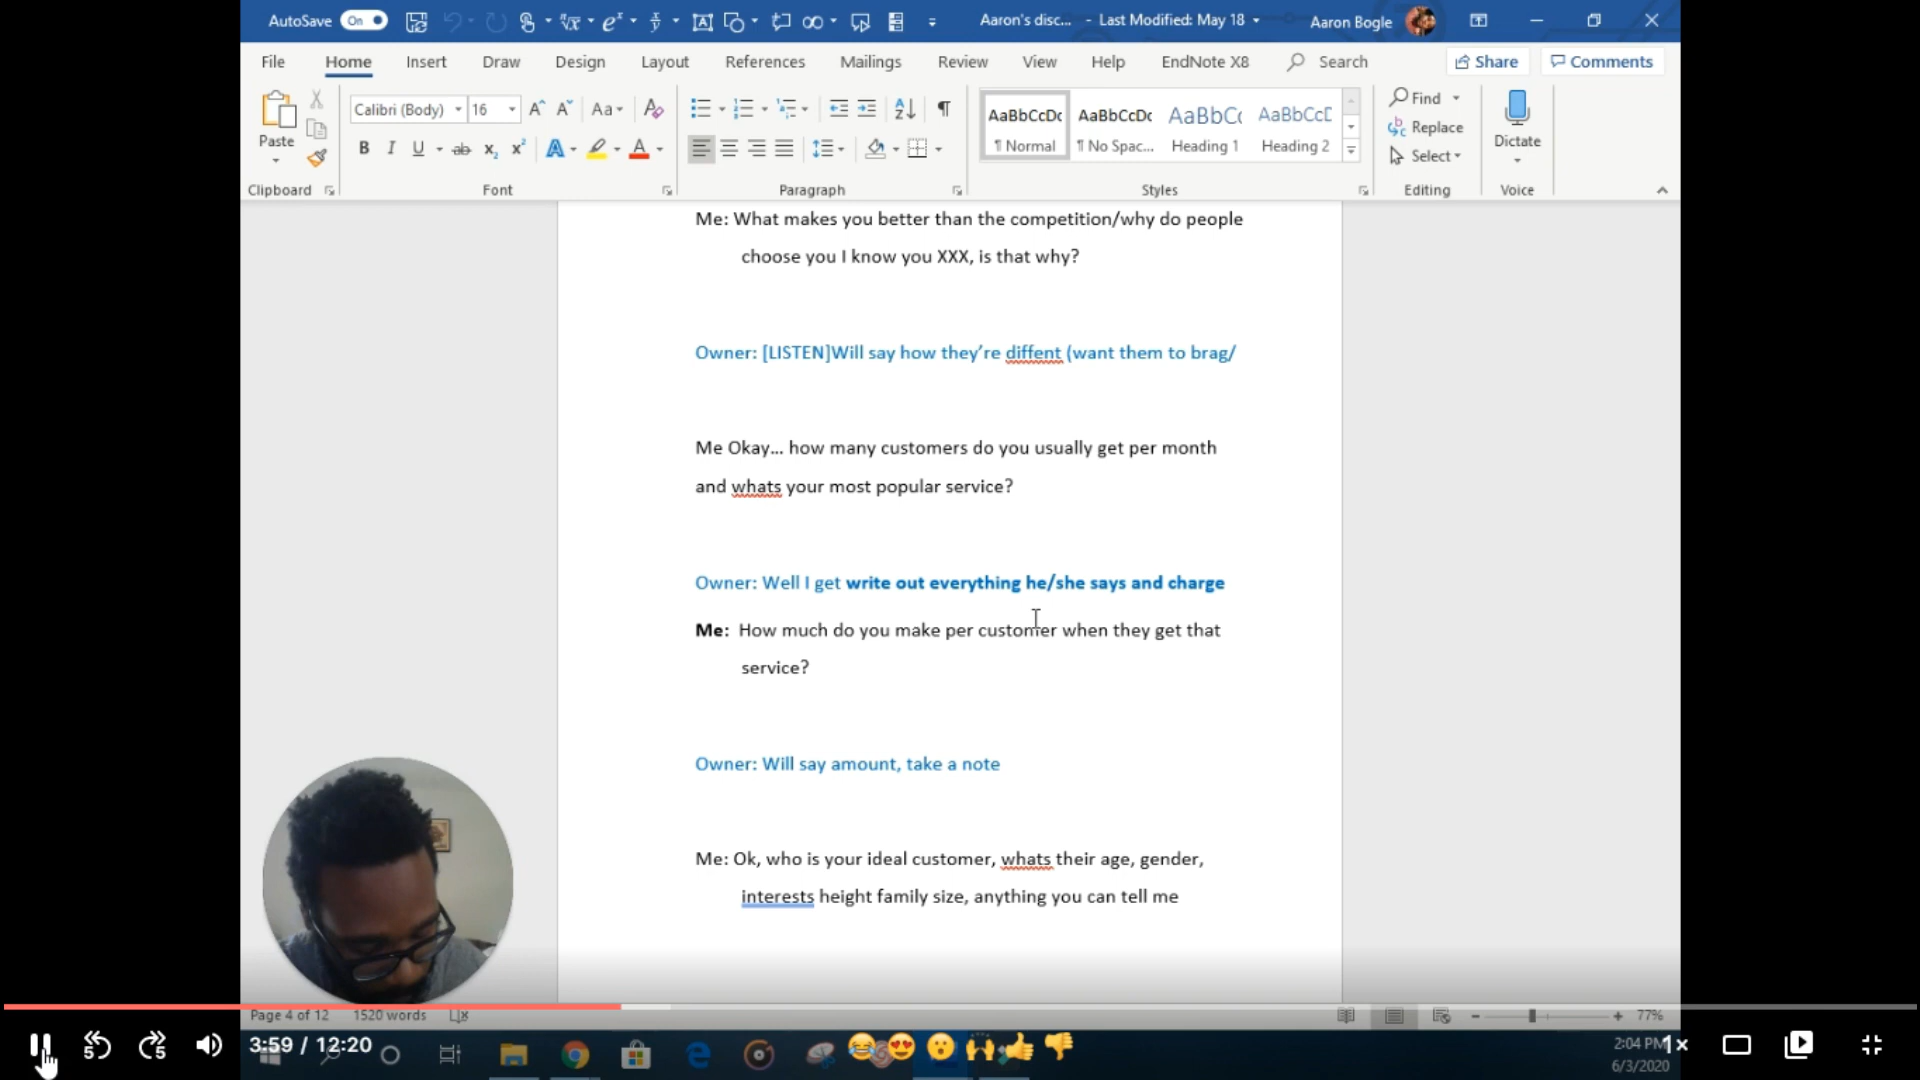 AutoSave On Aaron's disc... - Last Modified: May 18 Aaron Bogle
File Home Insert Draw Design Layout References Mailings Review View Help EndNote X8 Search Share Comments
Calibri (Body) 16 Aa
Paste
B I U ab x₂ x² A A
AaBbCcDc AaBbCcDc AaBbC AaBbCcD
¶ Normal ¶ No Spac... Heading 1 Heading 2
Find
Replace
Select
Dictate
Clipboard Font Paragraph Styles Editing Voice
Me: What makes you better than the competition/why do people
choose you I know you XXX, is that why?
Owner: [LISTEN]Will say how they're diffent (want them to brag/
Me Okay... how many customers do you usually get per month
and whats your most popular service?
Owner: Well I get write out everything he/she says and charge
Me: How much do you make per customer when they get that
service?
Owner: Will say amount, take a note
Me: Ok, who is your ideal customer, whats their age, gender,
interests height family size, anything you can tell me
Page 4 of 12 1520 words 77%
5 5 3:59 / 12:20 1×
2:04 PM
6/3/2020